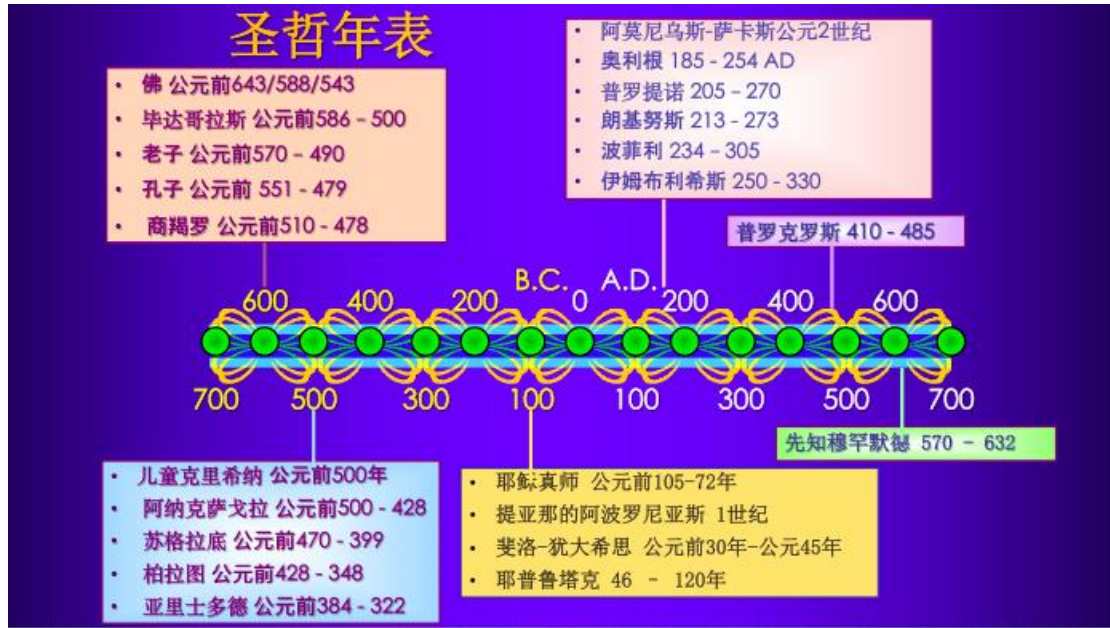 圣哲年表
• 佛 公元前643/588/543
• 毕达哥拉斯 公元前586 – 500
• 老子 公元前570 – 490
• 孔子 公元前 551 - 479
• 商羯罗 公元前510 - 478
• 阿莫尼乌斯-萨卡斯公元2世纪
• 奥利根 185 - 254 AD
• 普罗提诺 205 – 270
• 朗基努斯 213 – 273
• 波菲利 234 – 305
• 伊姆布利希斯 250 - 330
普罗克罗斯 410 - 485
B.C. A.D.
600 400 200 0 200 400 600
700 500 300 100 100 300 500 700
先知穆罕默德 570 – 632
• 儿童克里希纳 公元前500年
• 阿纳克萨戈拉 公元前500 - 428
• 苏格拉底 公元前470 - 399
• 柏拉图 公元前428 - 348
• 亚里士多德 公元前384 - 322
• 耶稣真师 公元前105-72年
• 提亚那的阿波罗尼亚斯 1世纪
• 斐洛-犹大希思 公元前30年-公元45年
• 耶普鲁塔克 46 – 120年